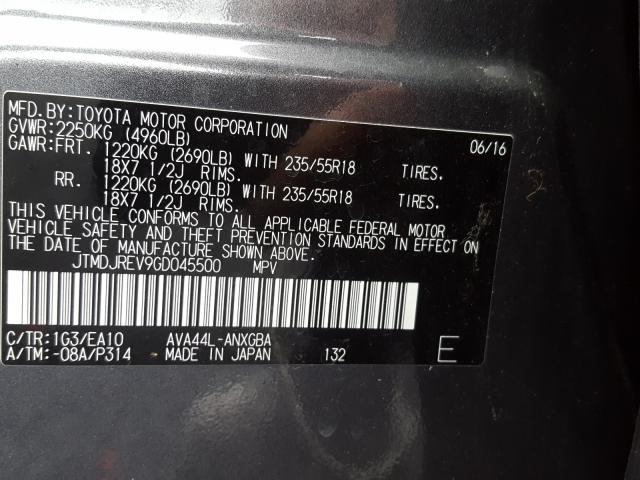 MFD.BY:TOYOTA MOTOR CORPORATION 06/16
GVWR:2250KG (4960LB)
GAWR:FRT. 1220KG (2690LB) WITH 235/55R18 TIRES.
18X7 1/2J RIMS.
RR. 1220KG (2690LB) WITH 235/55R18 TIRES.
18X7 1/2J RIMS.
THIS VEHICLE CONFORMS TO ALL APPLICABLE FEDERAL MOTOR
VEHICLE SAFETY AND THEFT PREVENTION STANDARDS IN EFFECT ON
THE DATE OF MANUFACTURE SHOWN ABOVE.
JTMDJREV9GD045500 MPV
C/TR:1G3/EA10 AVA44L-ANXGBA
A/TM:-08A/P314 MADE IN JAPAN 132 E